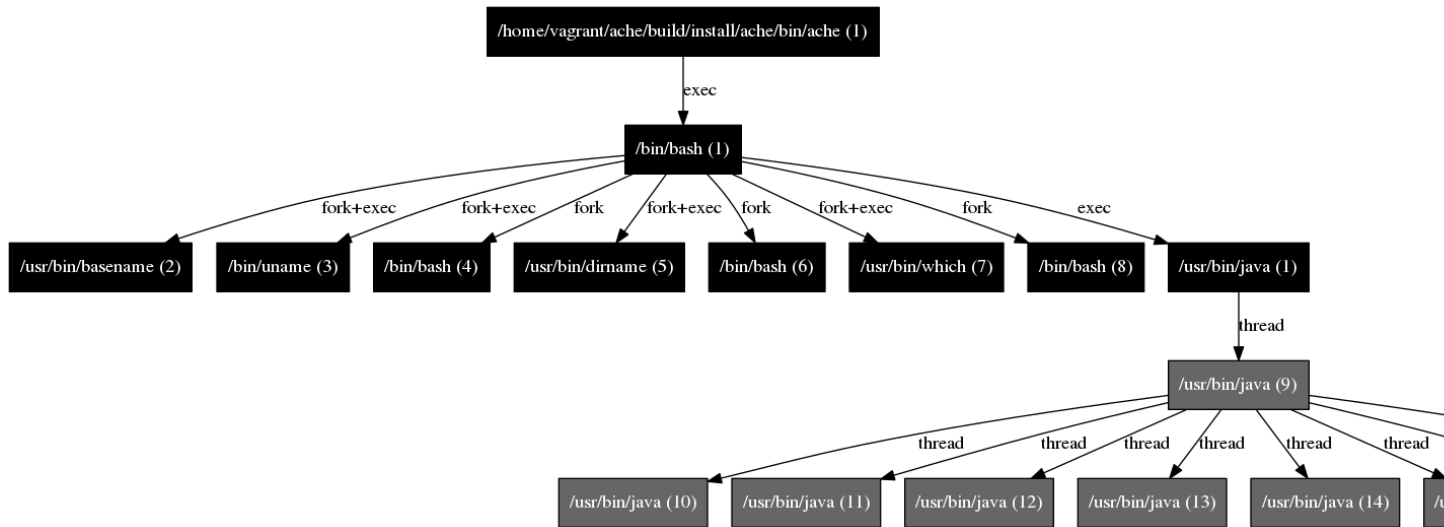 /home/vagrant/ache/build/install/ache/bin/ache (1)
exec
/bin/bash (1)
fork+exec
fork+exec
fork
fork+exec
fork
fork+exec
fork
exec
/usr/bin/basename (2)
/bin/uname (3)
/bin/bash (4)
/usr/bin/dirname (5)
/bin/bash (6)
/usr/bin/which (7)
/bin/bash (8)
/usr/bin/java (1)
thread
/usr/bin/java (9)
thread
thread
thread
thread
thread
thread
/usr/bin/java (10)
/usr/bin/java (11)
/usr/bin/java (12)
/usr/bin/java (13)
/usr/bin/java (14)